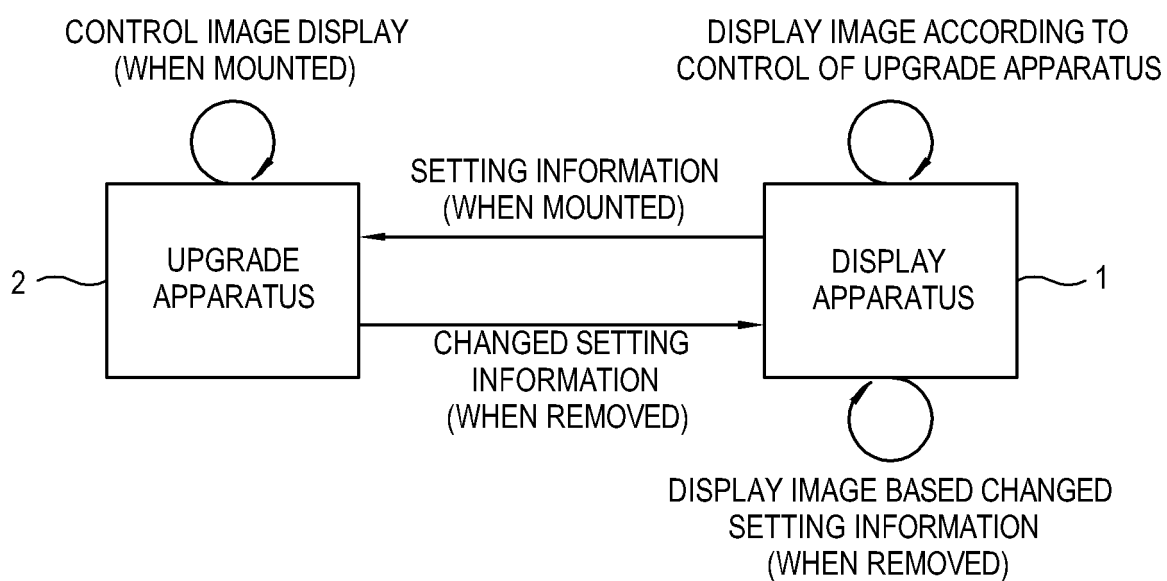 CONTROL IMAGE DISPLAY
(WHEN MOUNTED)
DISPLAY IMAGE ACCORDING TO
CONTROL OF UPGRADE APPARATUS
SETTING INFORMATION
(WHEN MOUNTED)
2
UPGRADE
APPARATUS
DISPLAY
APPARATUS
1
CHANGED SETTING
INFORMATION
(WHEN REMOVED)
DISPLAY IMAGE BASED CHANGED
SETTING INFORMATION
(WHEN REMOVED)